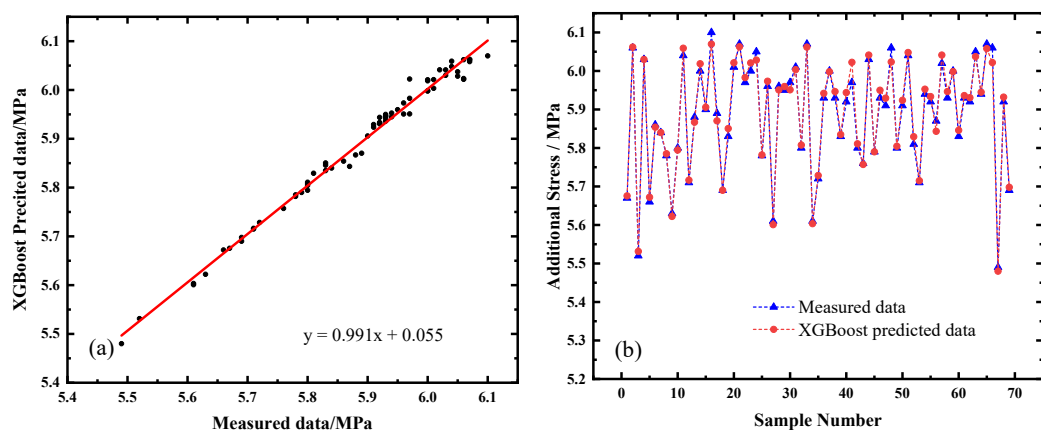 XGBoost Precited data/MPa
6.1
6.0
5.9
5.8
5.7
5.6
5.5
5.4
(a)
y = 0.991x + 0.055
5.4 5.5 5.6 5.7 5.8 5.9 6.0 6.1
Measured data/MPa
Additional Stress / MPa
6.1
6.0
5.9
5.8
5.7
5.6
5.5
5.4
5.3
5.2
Measured data
XGBoost predicted data
(b)
0 10 20 30 40 50 60 70
Sample Number